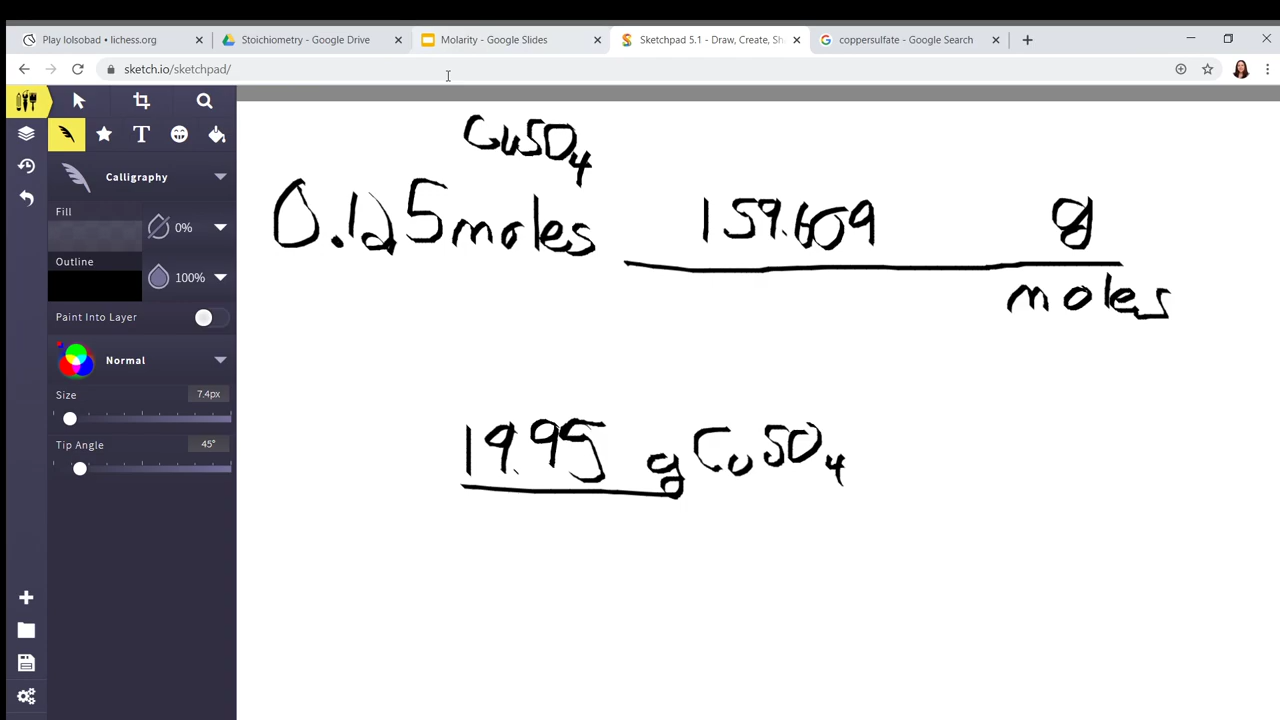 Play lolsobad • lichess.org
Stoichiometry - Google Drive
Molarity - Google Slides
Sketchpad 5.1 - Draw, Create, Sh
coppersulfate - Google Search
sketch.io/sketchpad/
Calligraphy
Fill
0%
Outline
100%
Paint Into Layer
Normal
Size
7.4px
Tip Angle
45°
CuSO4
0.125 moles 159.609 g
moles
19.95 g CuSO4